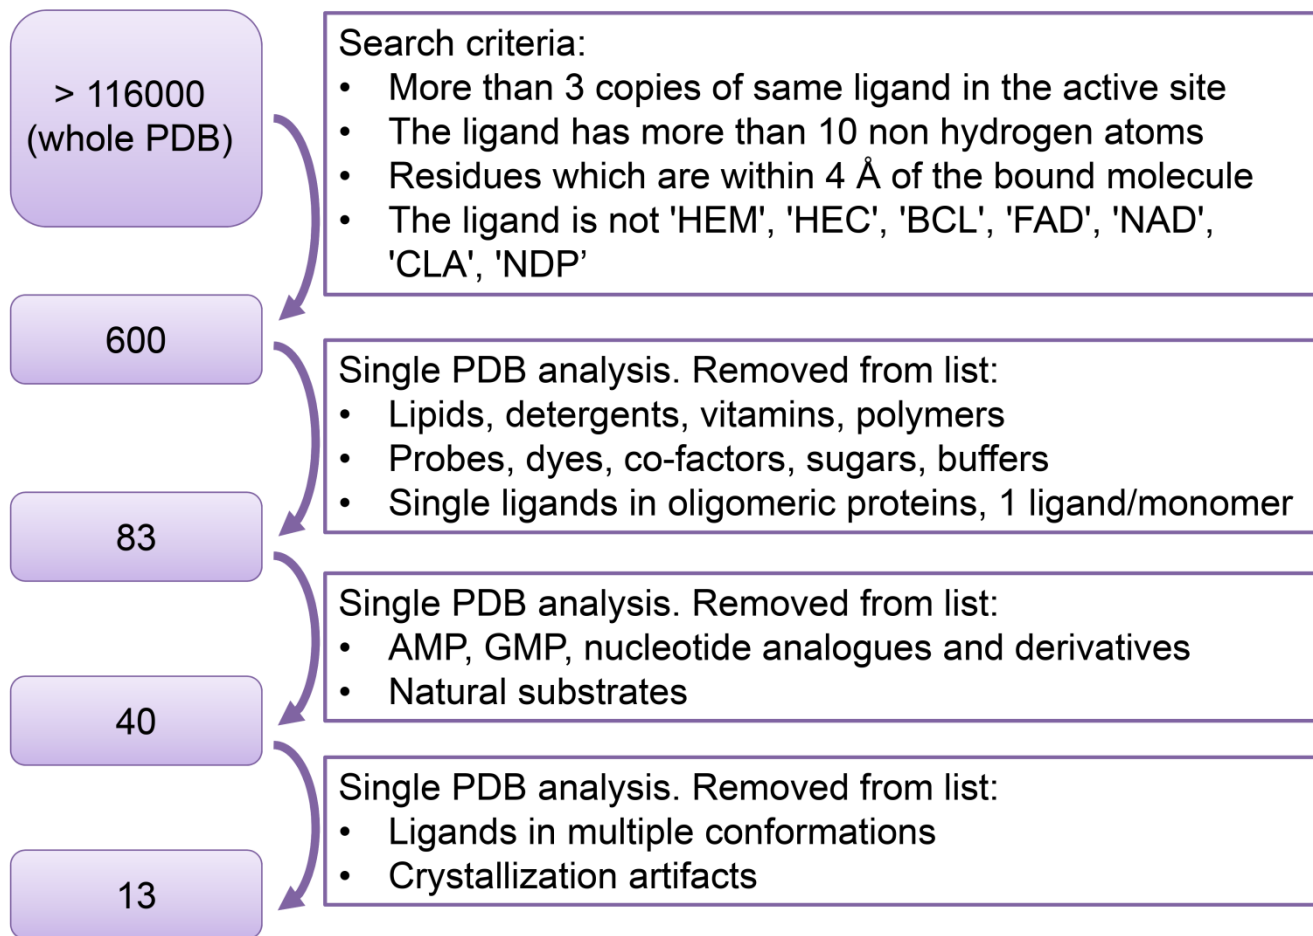 > 116000
(whole PDB)
Search criteria:
• More than 3 copies of same ligand in the active site
• The ligand has more than 10 non hydrogen atoms
• Residues which are within 4 Å of the bound molecule
• The ligand is not 'HEM', 'HEC', 'BCL', 'FAD', 'NAD',
'CLA', 'NDP’
600
Single PDB analysis. Removed from list:
• Lipids, detergents, vitamins, polymers
• Probes, dyes, co-factors, sugars, buffers
• Single ligands in oligomeric proteins, 1 ligand/monomer
83
Single PDB analysis. Removed from list:
• AMP, GMP, nucleotide analogues and derivatives
• Natural substrates
40
Single PDB analysis. Removed from list:
• Ligands in multiple conformations
• Crystallization artifacts
13